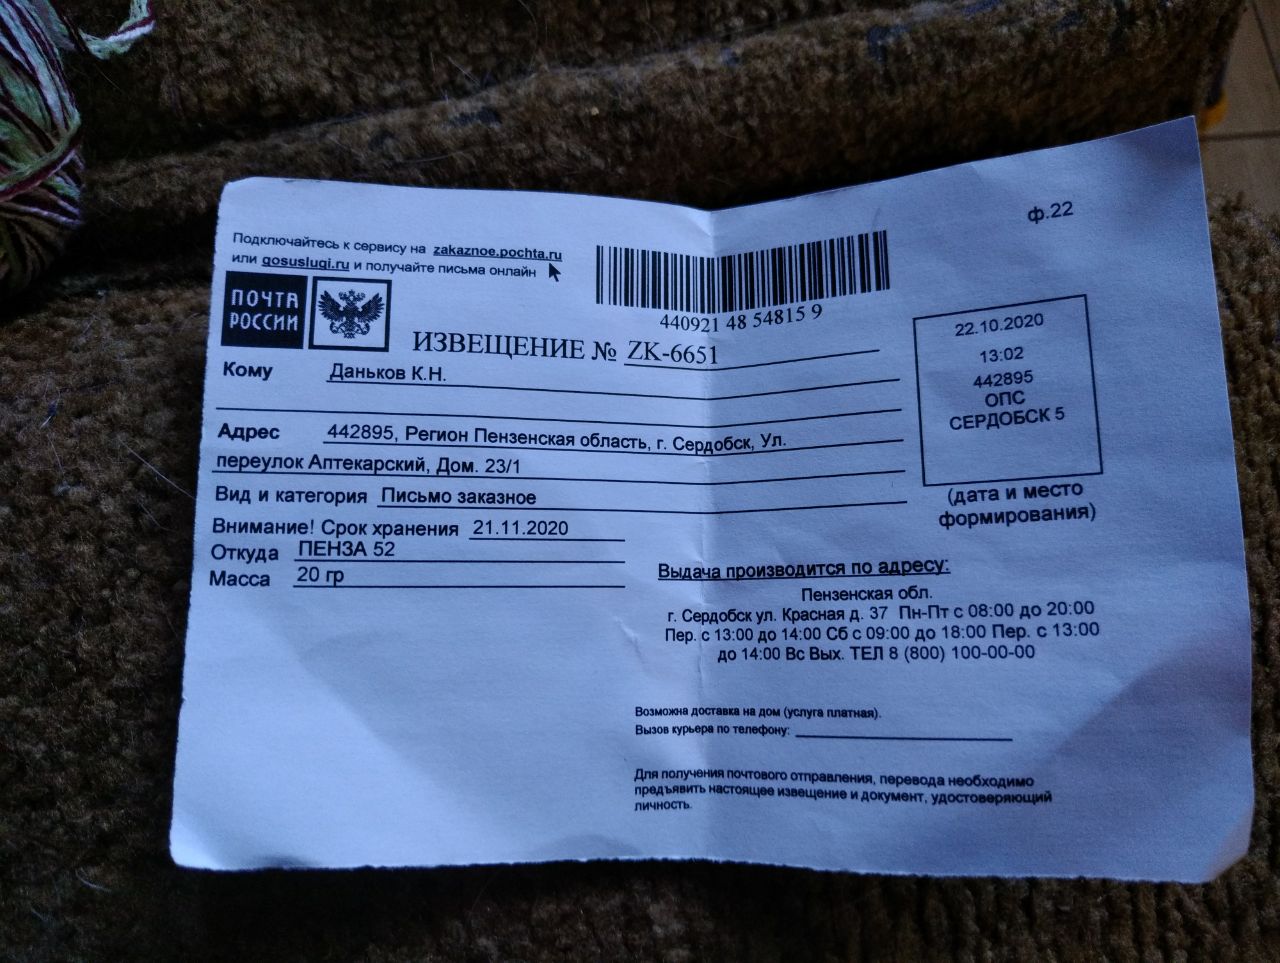 ф.22
Подключайтесь к сервису на zakaznoe.pochta.ru
или gosuslugi.ru и получайте письма онлайн
ПОЧТА
РОССИИ
440921 48 54815 9
ИЗВЕЩЕНИЕ № ZK-6651
Кому Даньков К.Н.
Адрес 442895, Регион Пензенская область, г. Сердобск, Ул.
переулок Аптекарский, Дом. 23/1
Вид и категория Письмо заказное
Внимание! Срок хранения 21.11.2020
Откуда ПЕНЗА 52
Масса 20 гр
22.10.2020
13:02
442895
ОПС
СЕРДОБСК 5
(дата и место
формирования)
Выдача производится по адресу:
Пензенская обл.
г. Сердобск ул. Красная д. 37 Пн-Пт с 08:00 до 20:00
Пер. с 13:00 до 14:00 Сб с 09:00 до 18:00 Пер. с 13:00
до 14:00 Вс Вых. ТЕЛ 8 (800) 100-00-00
Возможна доставка на дом (услуга платная).
Вызов курьера по телефону:
Для получения почтового отправления, перевода необходимо
предъявить настоящее извещение и документ, удостоверяющий
личность.